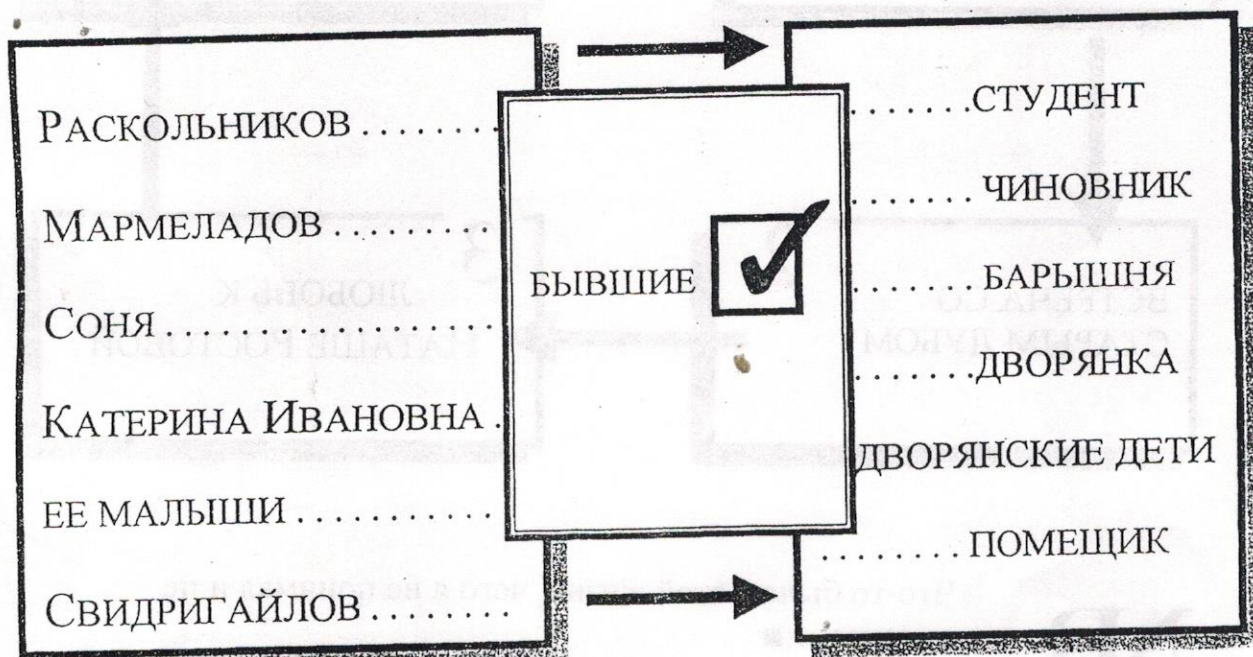 РАСКОЛЬНИКОВ ........
МАРМЕЛАДОВ .........
СОНЯ ...................
КАТЕРИНА ИВАНОВНА .
ЕЕ МАЛЫШИ ...........
СВИДРИГАЙЛОВ ........
БЫВШИЕ
.......СТУДЕНТ
........ ЧИНОВНИК
........ БАРЫШНЯ
.......ДВОРЯНКА
ДВОРЯНСКИЕ ДЕТИ
........ ПОМЕЩИК